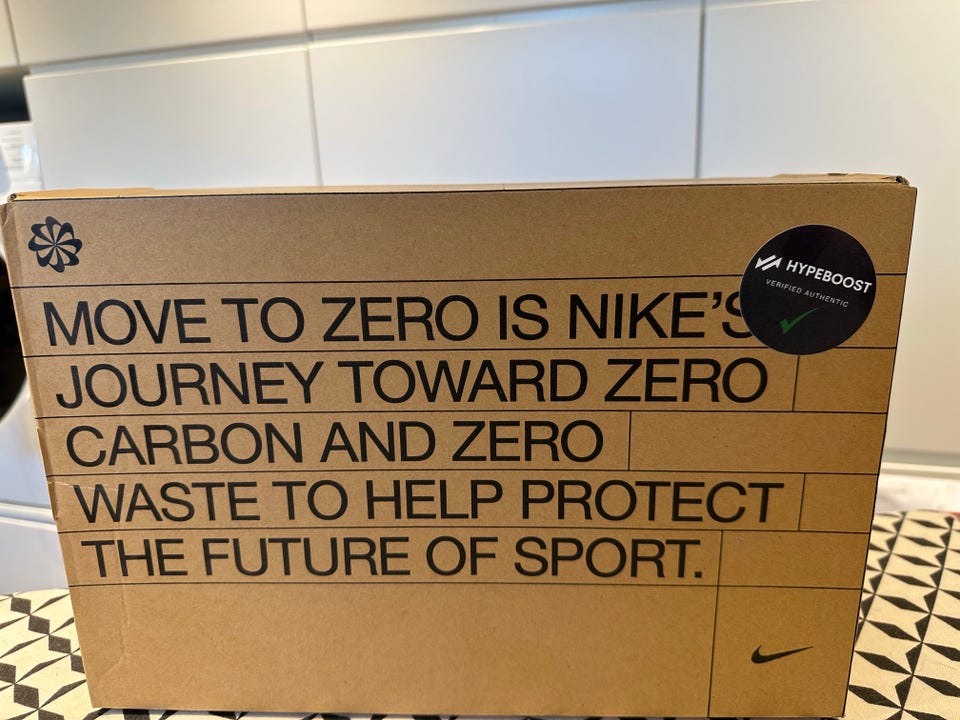 MOVE TO ZERO IS NIKE'S
JOURNEY TOWARD ZERO
CARBON AND ZERO
WASTE TO HELP PROTECT
THE FUTURE OF SPORT.
HYPEBOOST
VERIFIED AUTHENTIC